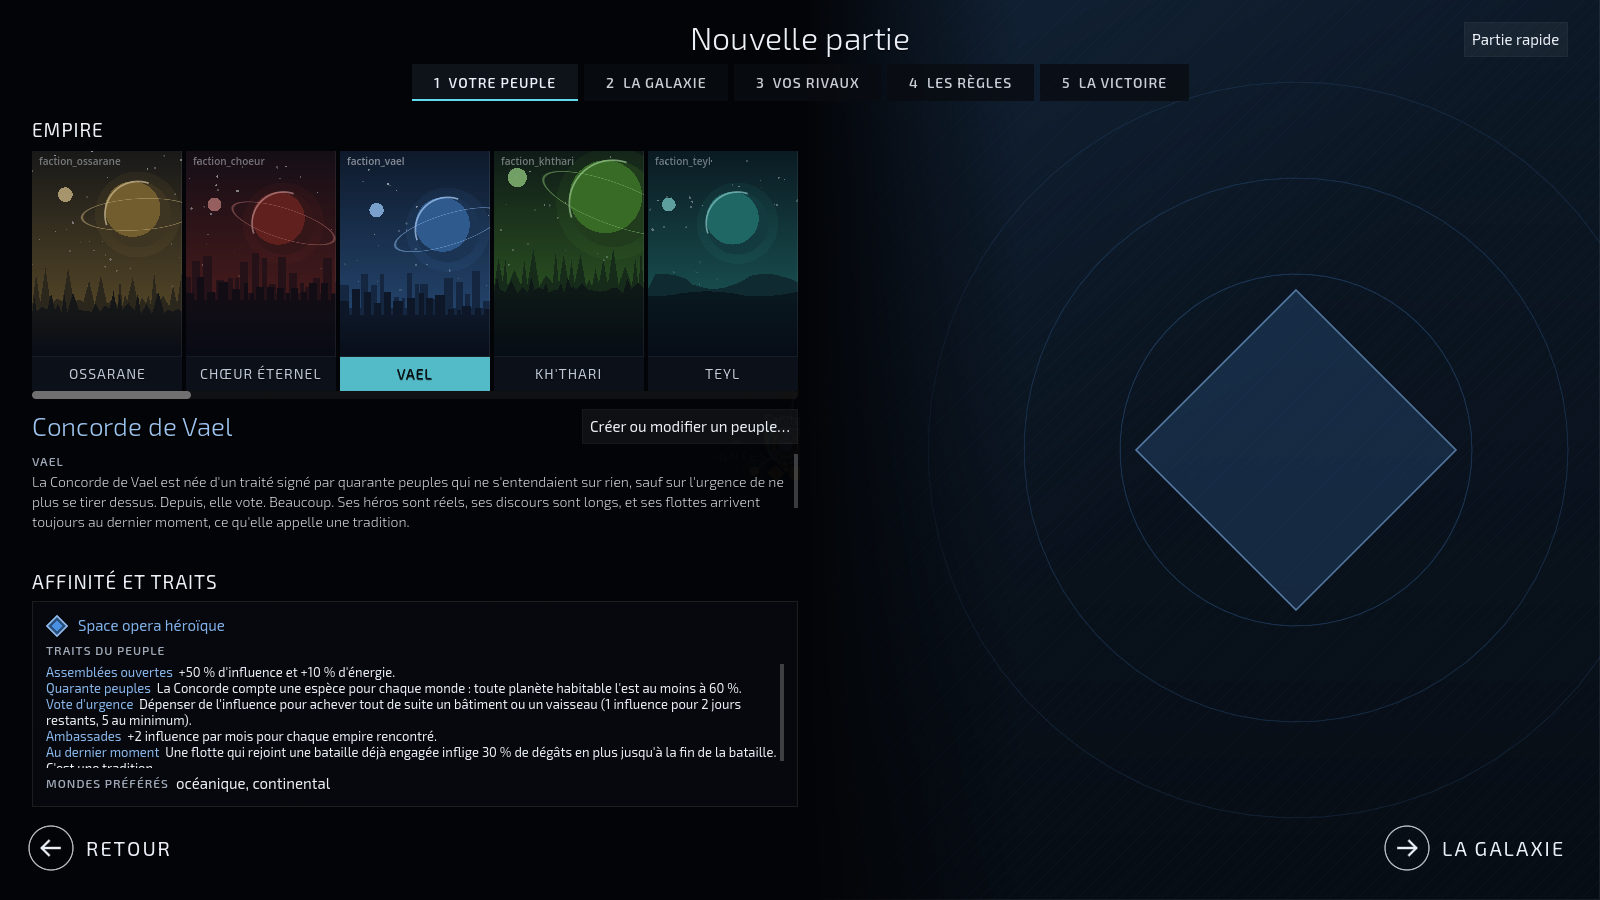 Nouvelle partie
Partie rapide
1 VOTRE PEUPLE
2 LA GALAXIE
3 VOS RIVAUX
4 LES RÈGLES
5 LA VICTOIRE
EMPIRE
faction_ossarane
faction_choeur
faction_vael
faction_khthari
faction_teyl
OSSARANE
CHŒUR ÉTERNEL
VAEL
KH'THARI
TEYL
Concorde de Vael
Créer ou modifier un peuple…
VAEL
La Concorde de Vael est née d'un traité signé par quarante peuples qui ne s'entendaient sur rien, sauf sur l'urgence de ne
plus se tirer dessus. Depuis, elle vote. Beaucoup. Ses héros sont réels, ses discours sont longs, et ses flottes arrivent
toujours au dernier moment, ce qu'elle appelle une tradition.
AFFINITÉ ET TRAITS
Space opera héroïque
TRAITS DU PEUPLE
Assemblées ouvertes +50 % d'influence et +10 % d'énergie.
Quarante peuples La Concorde compte une espèce pour chaque monde : toute planète habitable l'est au moins à 60 %.
Vote d'urgence Dépenser de l'influence pour achever tout de suite un bâtiment ou un vaisseau (1 influence pour 2 jours
restants, 5 au minimum).
Ambassades +2 influence par mois pour chaque empire rencontré.
Au dernier moment Une flotte qui rejoint une bataille déjà engagée inflige 30 % de dégâts en plus jusqu'à la fin de la bataille.
C'est une tradition.
MONDES PRÉFÉRÉS océanique, continental
RETOUR
LA GALAXIE